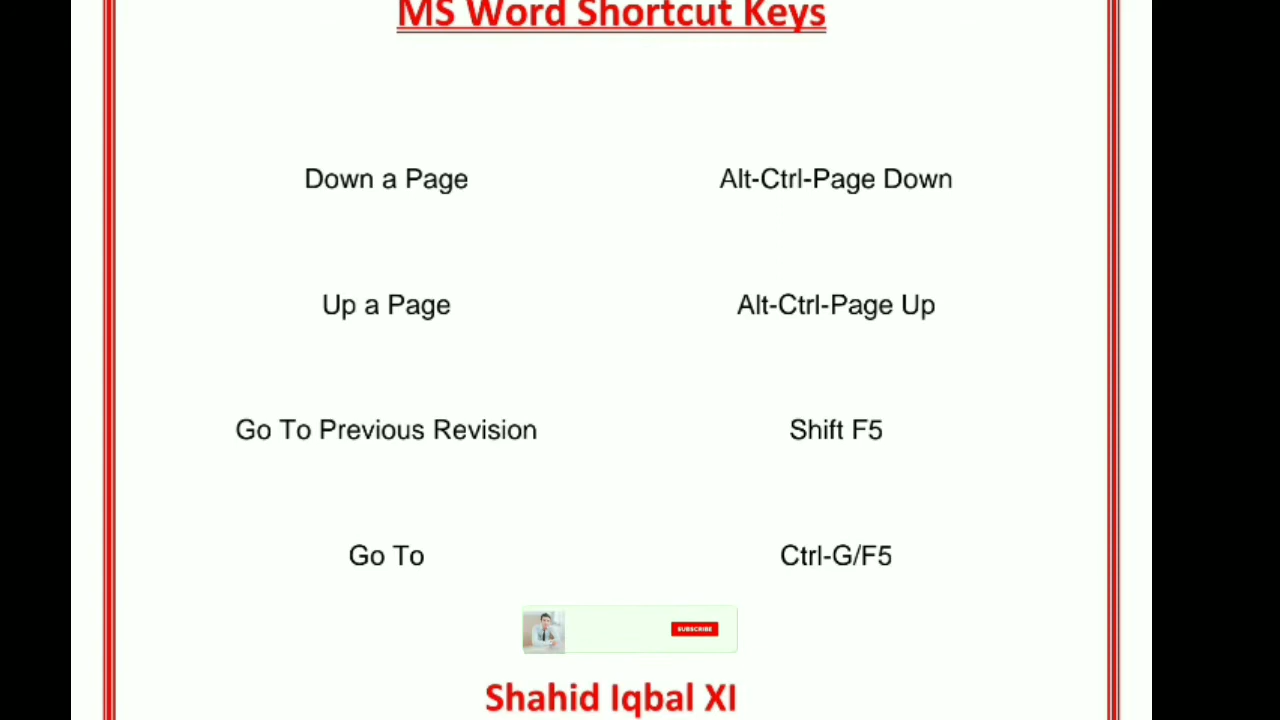 MS Word Shortcut Keys
Down a Page Alt-Ctrl-Page Down
Up a Page Alt-Ctrl-Page Up
Go To Previous Revision Shift F5
Go To Ctrl-G/F5
SUBSCRIBE
Shahid Iqbal XI